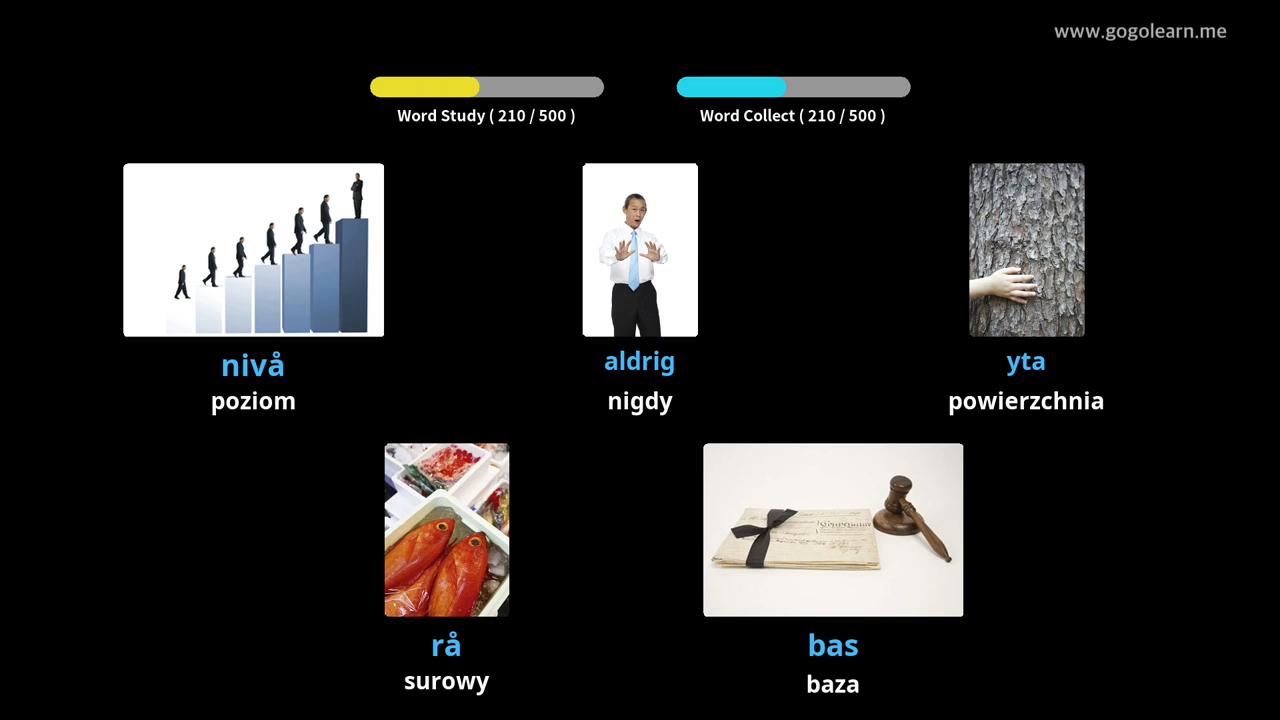 www.gogolearn.me
Word Study ( 210 / 500 )
Word Collect ( 210 / 500 )
nivå
poziom
aldrig
nigdy
yta
powierzchnia
rå
surowy
bas
baza